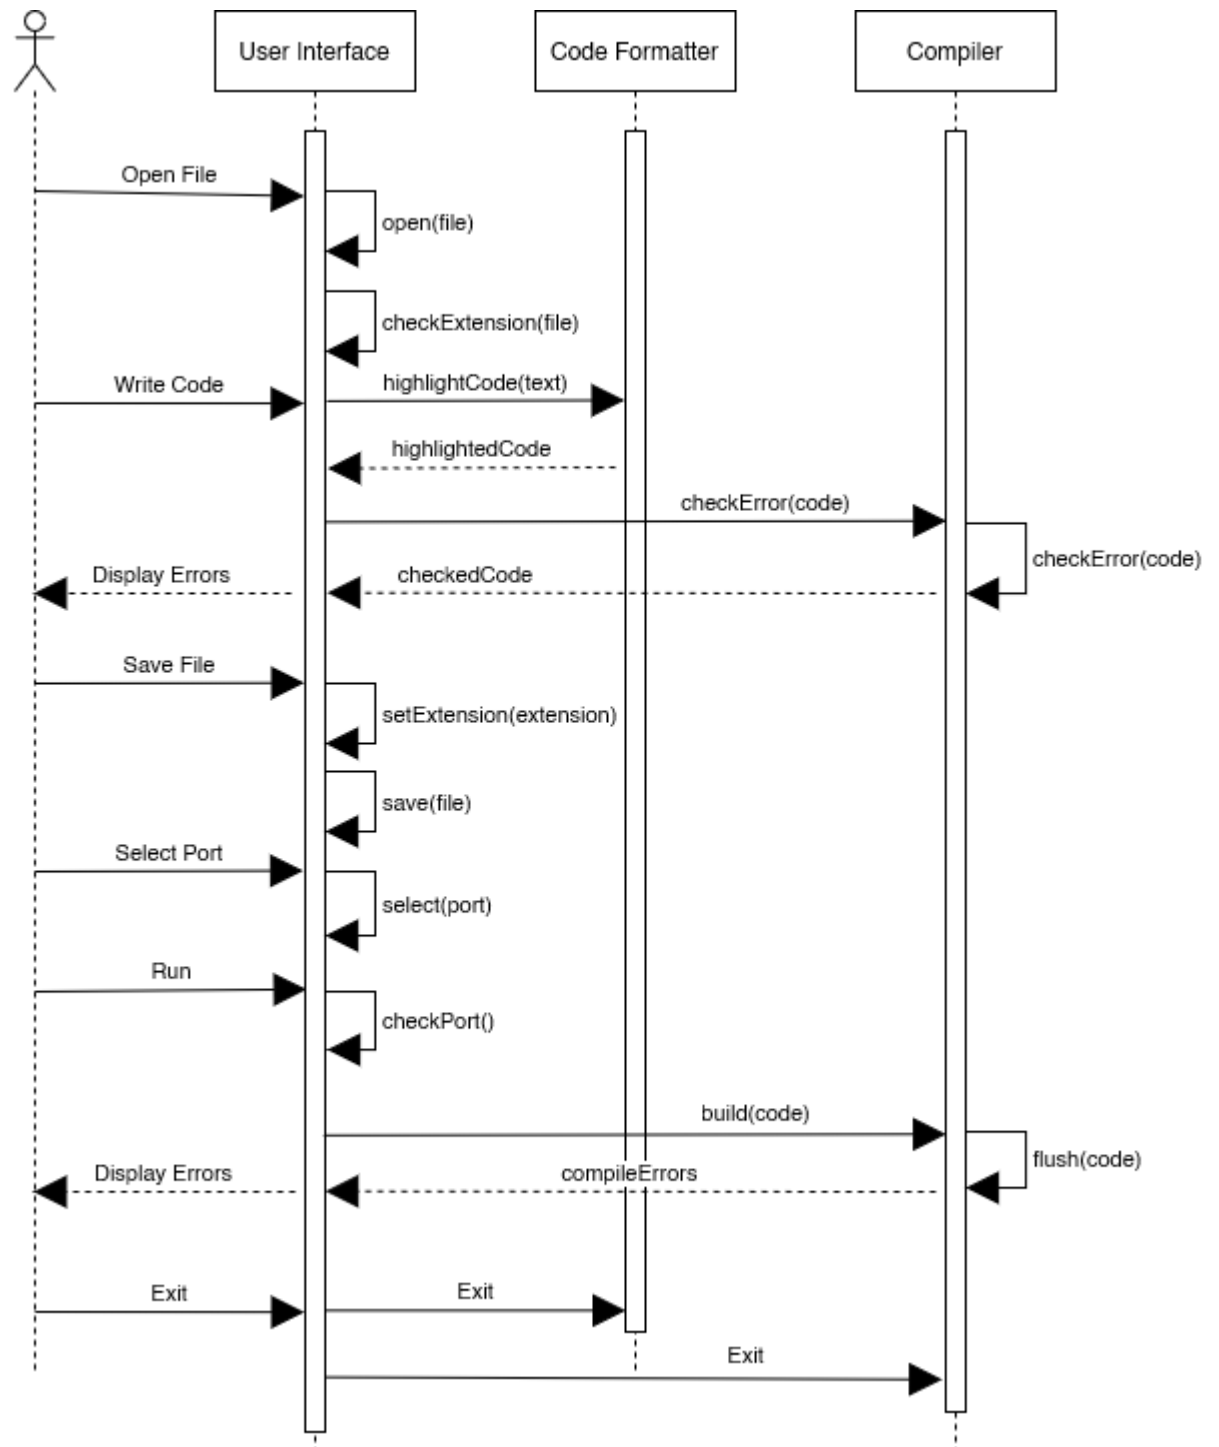 User Interface
Code Formatter
Compiler
Open File
open(file)
checkExtension(file)
Write Code
highlightCode(text)
highlightedCode
checkError(code)
checkError(code)
Display Errors
checkedCode
Save File
setExtension(extension)
save(file)
Select Port
select(port)
Run
checkPort()
build(code)
flush(code)
Display Errors
compileErrors
Exit
Exit
Exit